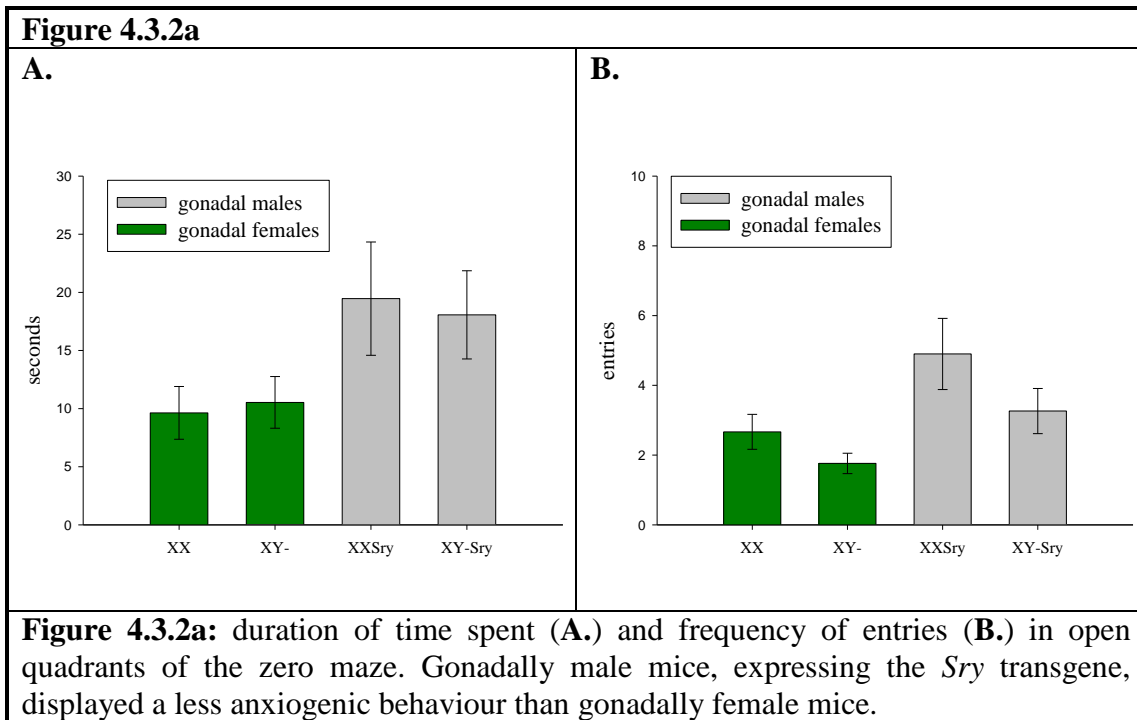 Figure 4.3.2a
A.
30
25
20
15
10
5
0
seconds
gonadal males
gonadal females
XX XY- XXSry XY-Sry
B.
10
8
6
4
2
0
entries
gonadal males
gonadal females
XX XY- XXSry XY-Sry
Figure 4.3.2a: duration of time spent (A.) and frequency of entries (B.) in open
quadrants of the zero maze. Gonadally male mice, expressing the Sry transgene,
displayed a less anxiogenic behaviour than gonadally female mice.